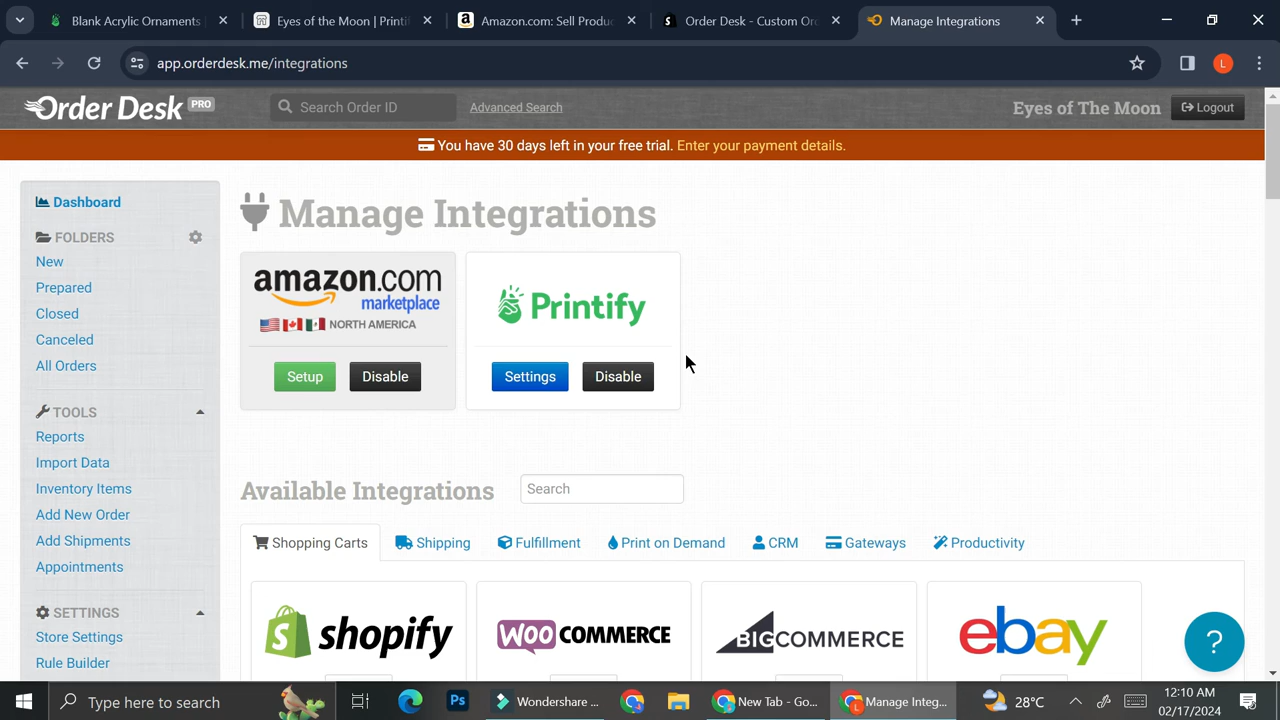 Blank Acrylic Ornaments
Eyes of the Moon | Printif
Amazon.com: Sell Produc
Order Desk - Custom Or
Manage Integrations
app.orderdesk.me/integrations
L
Order Desk PRO
Search Order ID
Advanced Search
Eyes of The Moon
Logout
You have 30 days left in your free trial. Enter your payment details.
Dashboard
FOLDERS
New
Prepared
Closed
Canceled
All Orders
TOOLS
Reports
Import Data
Inventory Items
Add New Order
Add Shipments
Appointments
SETTINGS
Store Settings
Rule Builder
Manage Integrations
amazon.com
marketplace
NORTH AMERICA
Setup
Disable
Printify
Settings
Disable
Available Integrations
Search
Shopping Carts
Shipping
Fulfillment
Print on Demand
CRM
Gateways
Productivity
shopify
WOO COMMERCE
BIGCOMMERCE
ebay
?
Type here to search
Ps
Wondershare ...
New Tab - Go...
Manage Integ...
28°C
12:10 AM
02/17/2024